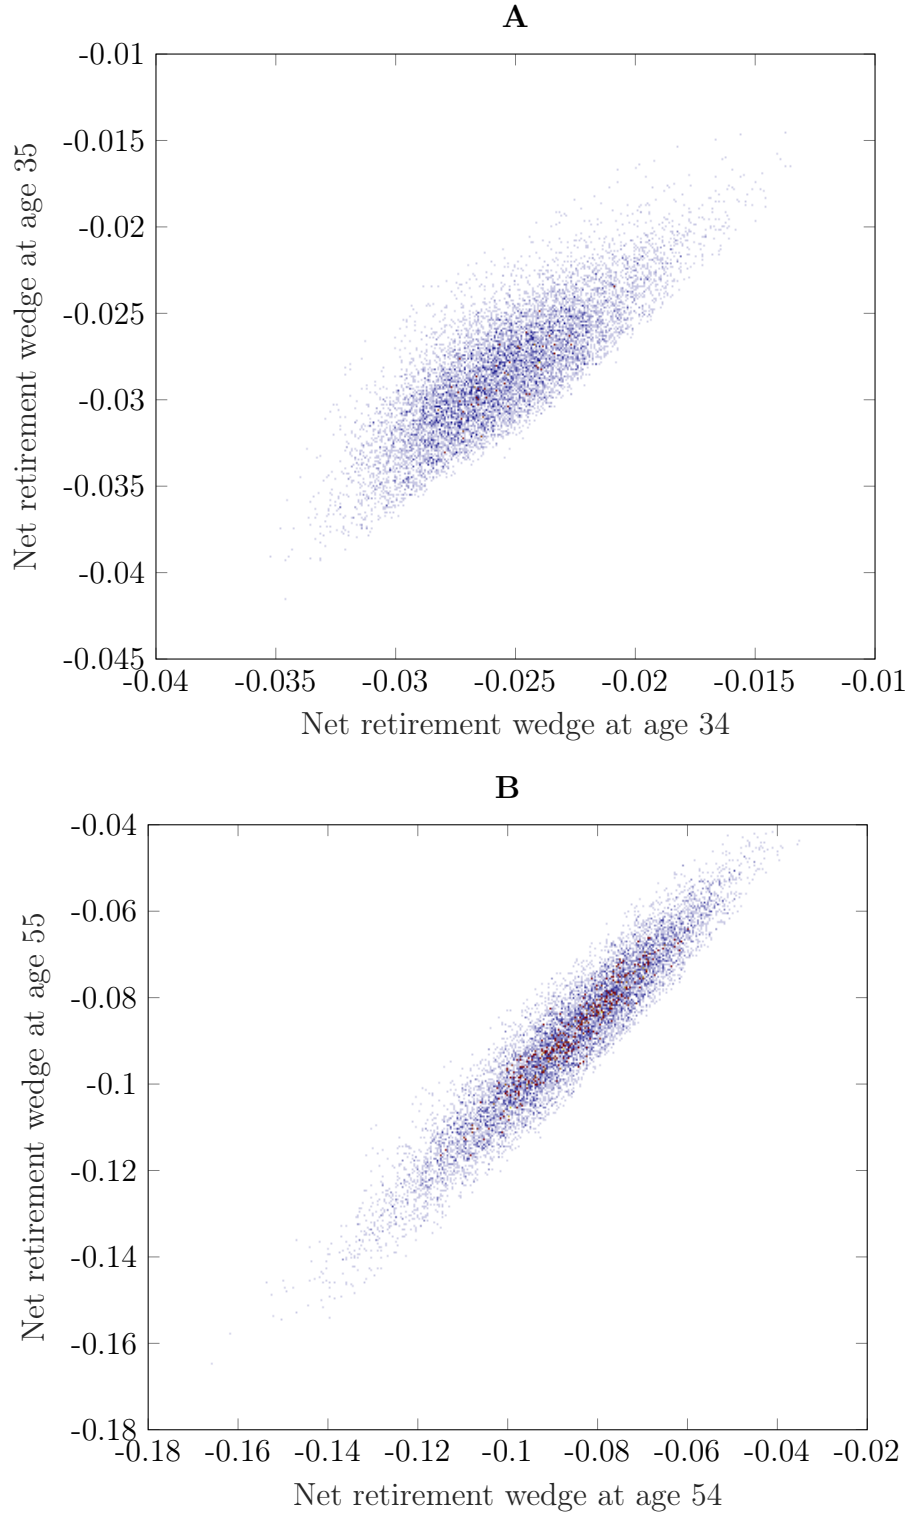 A
-0.01
-0.015
-0.02
-0.025
-0.03
-0.035
-0.04
-0.045
Net retirement wedge at age 35
-0.04 -0.035 -0.03 -0.025 -0.02 -0.015 -0.01
Net retirement wedge at age 34
B
-0.04
-0.06
-0.08
-0.1
-0.12
-0.14
-0.16
-0.18
Net retirement wedge at age 55
-0.18 -0.16 -0.14 -0.12 -0.1 -0.08 -0.06 -0.04 -0.02
Net retirement wedge at age 54